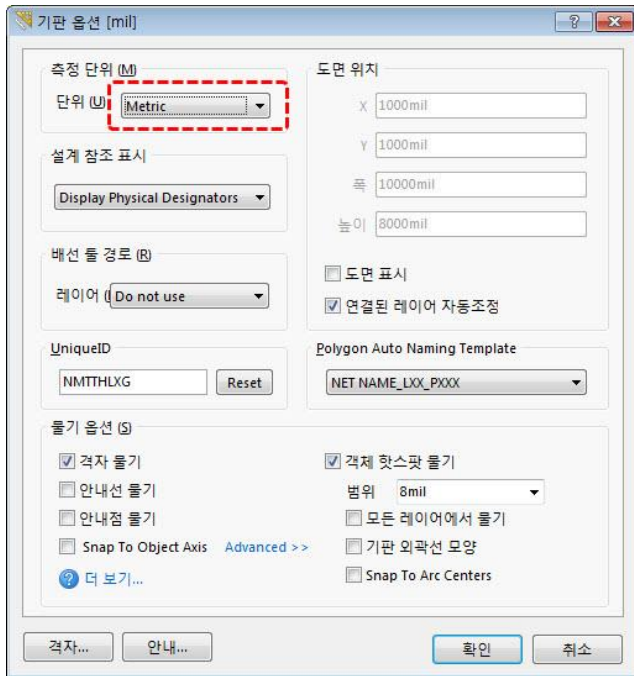 기판 옵션 [mil]
측정 단위 (M)
단위 (U) Metric
설계 참조 표시
Display Physical Designators
배선 툴 경로 (R)
레이어 ( Do not use
UniqueID
NMTTHLXG Reset
도면 위치
X 1000mil
Y 1000mil
폭 10000mil
높이 8000mil
도면 표시
연결된 레이어 자동조정
Polygon Auto Naming Template
NET NAME_LXX_PXXX
물기 옵션 (S)
격자 물기
안내선 물기
안내점 물기
Snap To Object Axis Advanced >>
더 보기...
객체 핫스팟 물기
범위 8mil
모든 레이어에서 물기
기판 외곽선 모양
Snap To Arc Centers
격자... 안내... 확인 취소